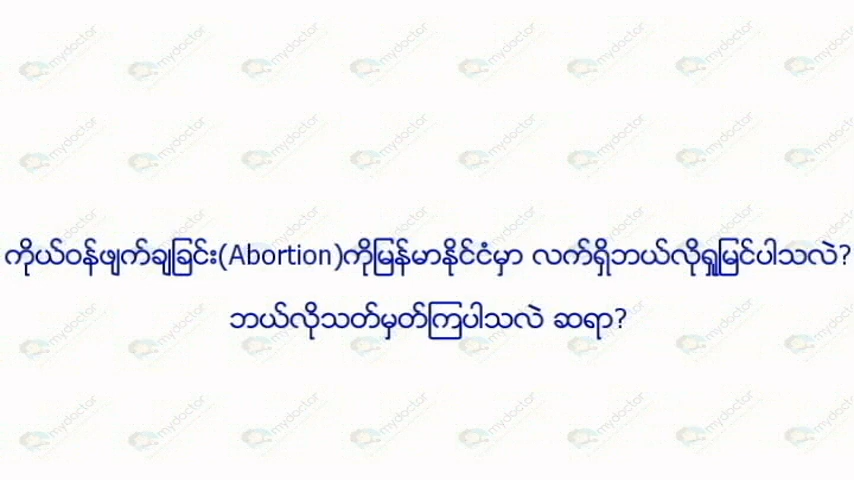 ကိုယ်ဝန်ဖျက်ချခြင်း(Abortion)ကိုမြန်မာနိုင်ငံမှာ လက်ရှိဘယ်လိုရှုမြင်ပါသလဲ?
ဘယ်လိုသတ်မှတ်ကြပါသလဲ ဆရာ?